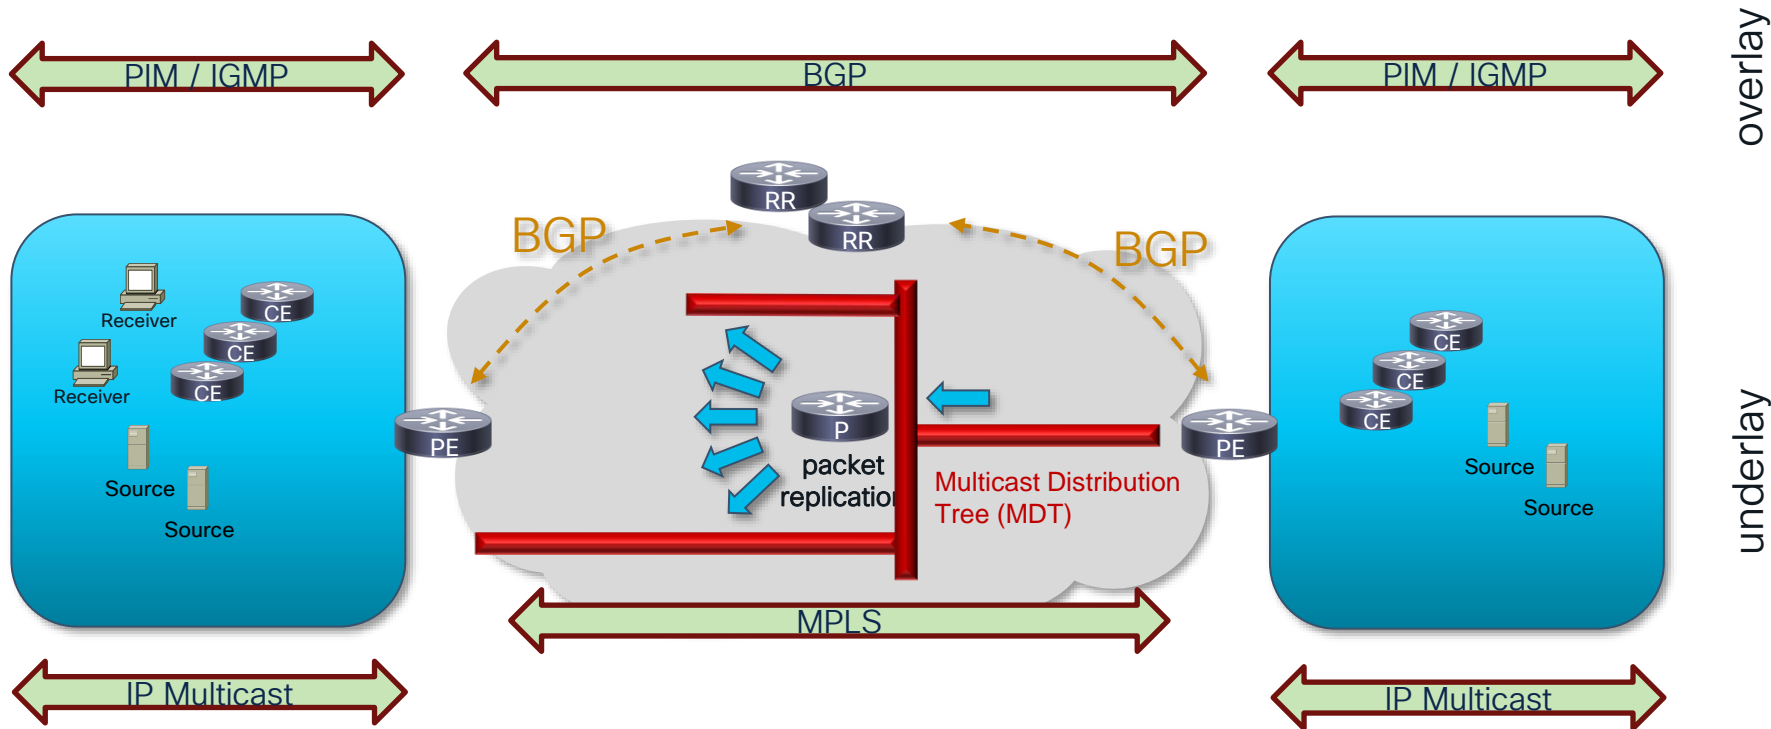 PIM / IGMP
BGP
PIM / IGMP
overlay
RR
RR
BGP
BGP
Receiver
CE
CE
CE
Receiver
CE
CE
CE
PE
P
PE
packet
replication
Multicast Distribution
Tree (MDT)
Source
Source
Source
Source
underlay
MPLS
IP Multicast
IP Multicast